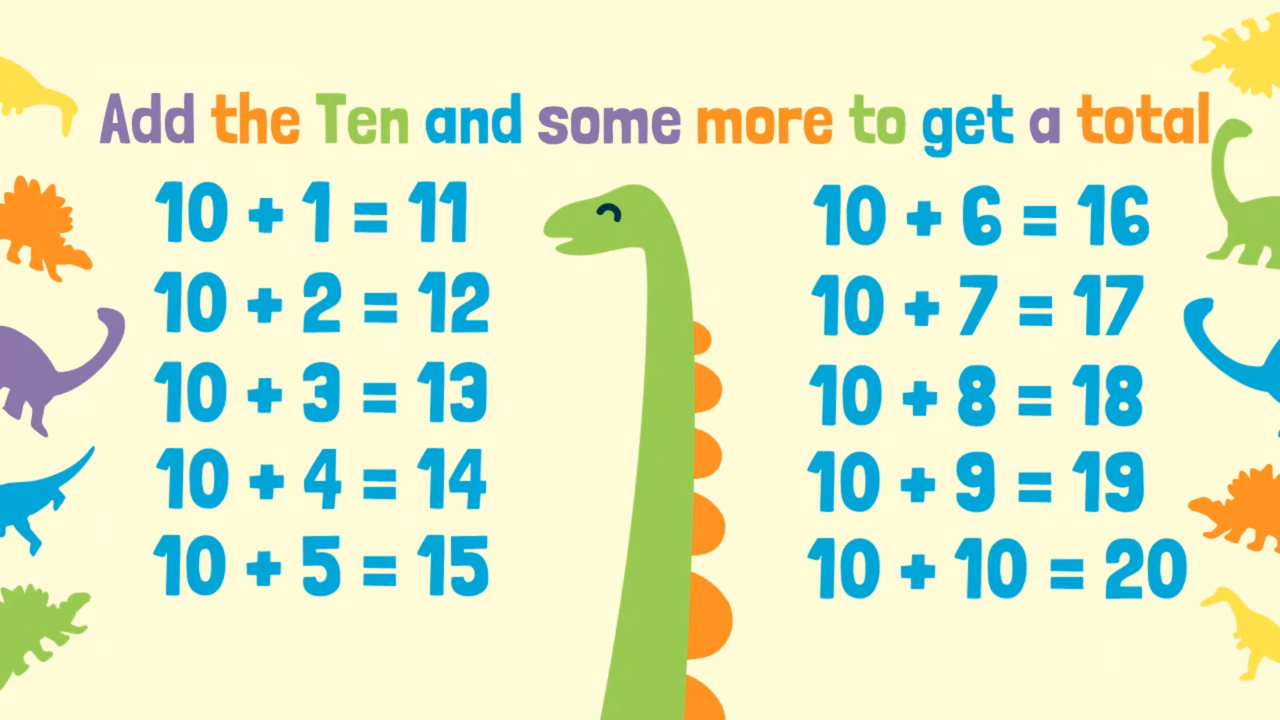 Add the Ten and some more to get a total
10 + 1 = 11
10 + 2 = 12
10 + 3 = 13
10 + 4 = 14
10 + 5 = 15
10 + 6 = 16
10 + 7 = 17
10 + 8 = 18
10 + 9 = 19
10 + 10 = 20